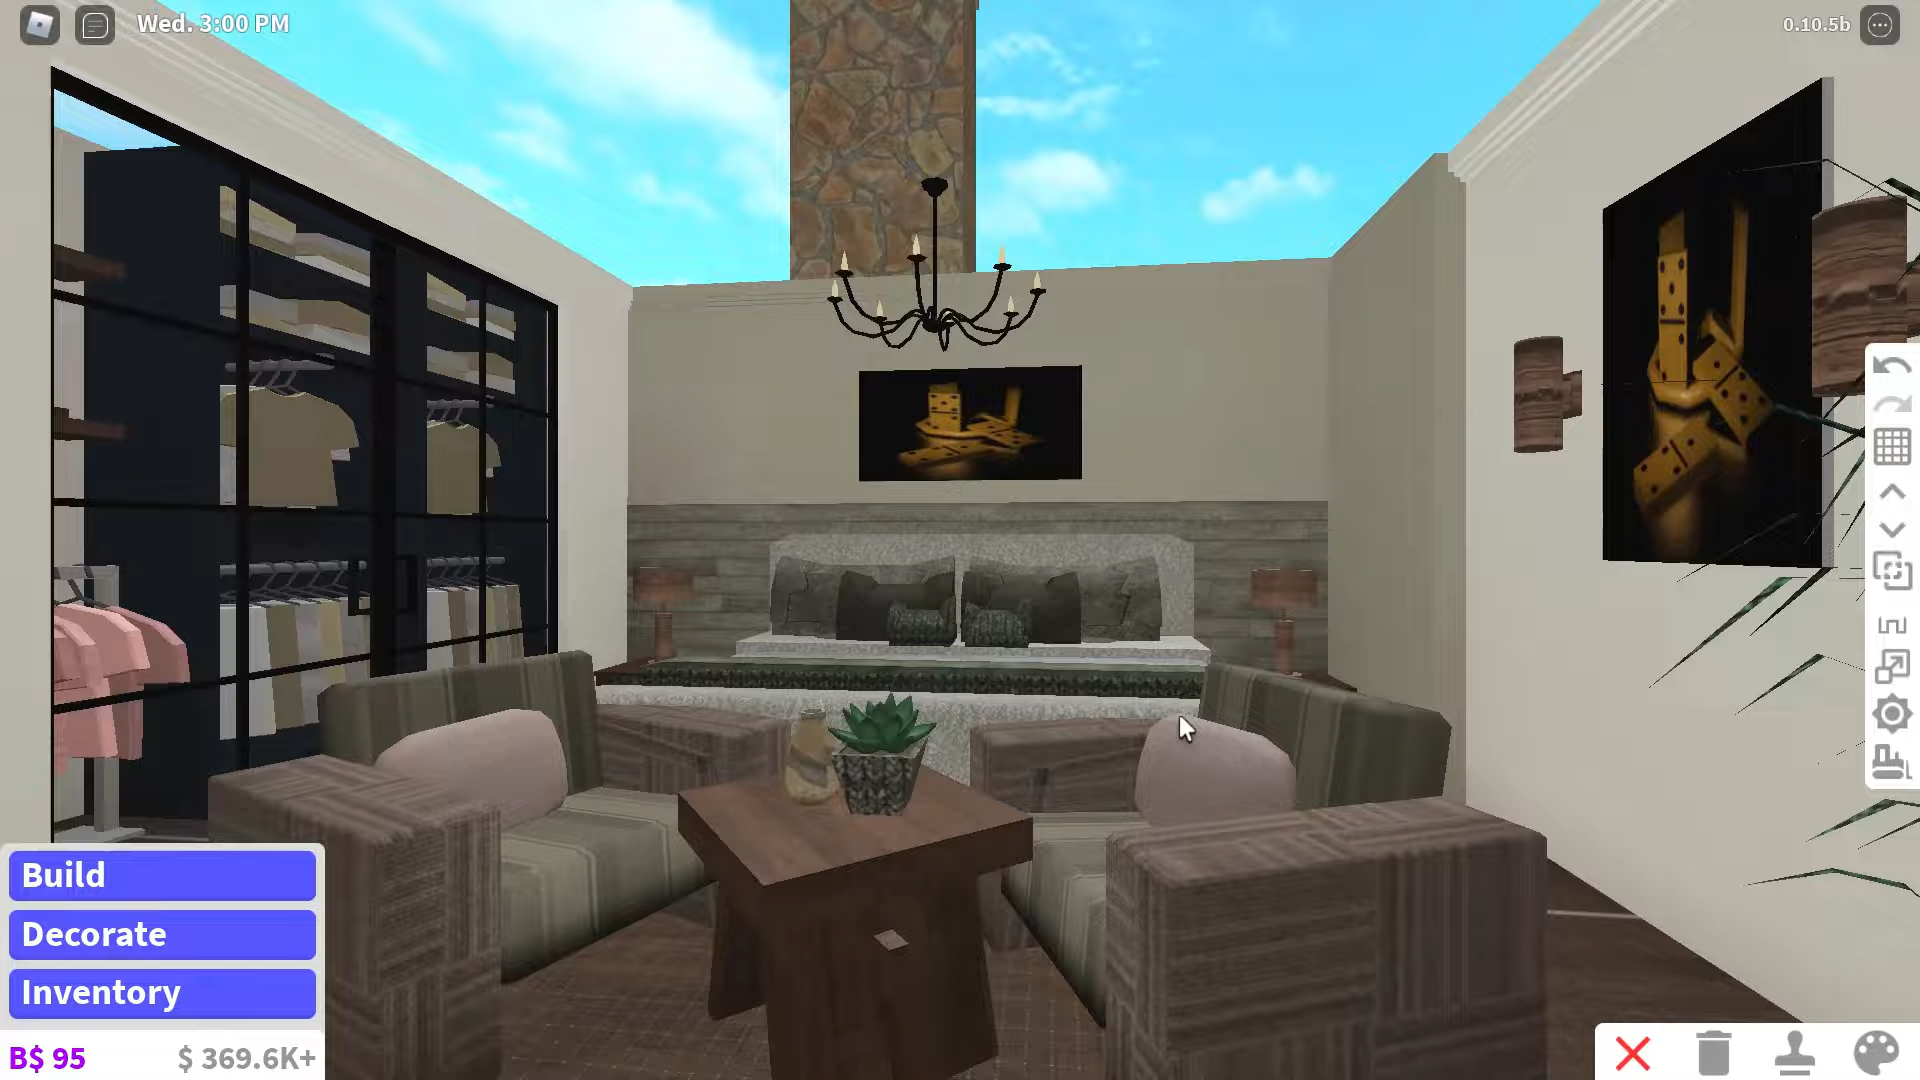 Wed. 3:00 PM
0.10.5b
Build
Decorate
Inventory
B$ 95
$ 369.6K+